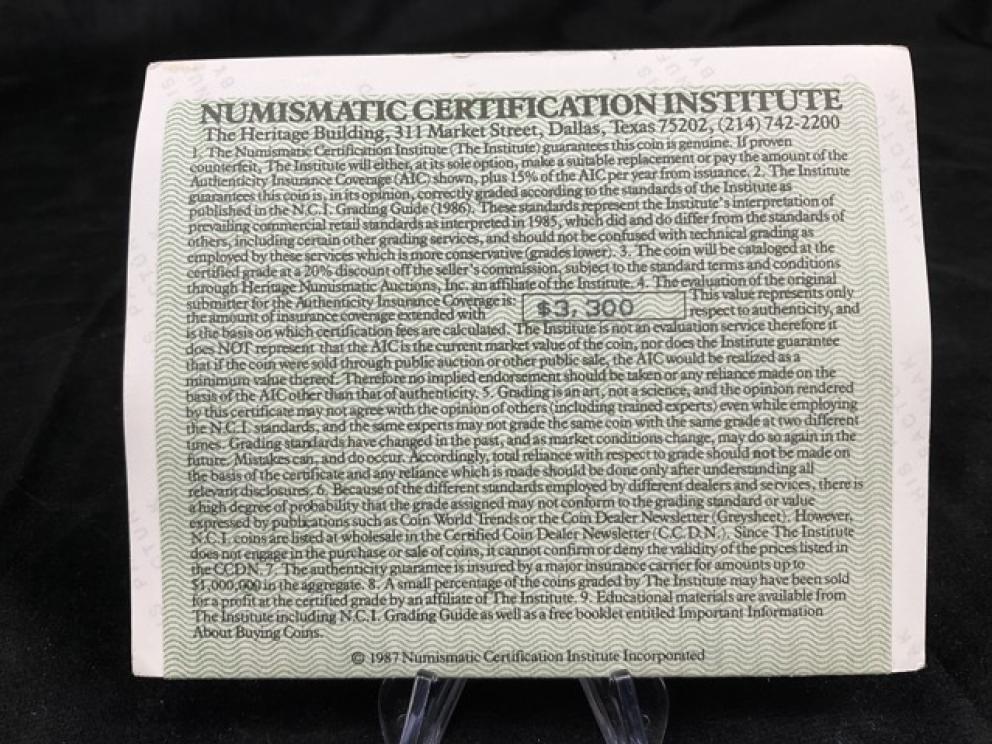 NUMISMATIC CERTIFICATION INSTITUTE
The Heritage Building, 311 Market Street, Dallas, Texas 75202, (214) 742-2200
1. The Numismatic Certification Institute (The Institute) guarantees this coin is genuine. If proven
counterfeit, The Institute will either, at its sole option, make a suitable replacement or pay the amount of the
Authenticity Insurance Coverage (AIC) shown, plus 15% of the AIC per year from issuance. 2. The Institute
guarantees this coin is, in its opinion, correctly graded according to the standards of the Institute as
published in the N.C.I. Grading Guide (1986). These standards represent the Institute's interpretation of
prevailing commercial retail standards as interpreted in 1985, which did and do differ from the standards of
others, including certain other grading services, and should not be confused with technical grading as
employed by these services which is more conservative (grades lower). 3. The coin will be cataloged at the
certified grade at a 20% discount off the seller's commission, subject to the standard terms and conditions
through Heritage Numismatic Auctions, Inc. an affiliate of the Institute. 4. The evaluation of the original
submitter for the Authenticity Insurance Coverage is: $3,300 This value represents only
the amount of insurance coverage extended with respect to authenticity, and
is the basis on which certification fees are calculated. The Institute is not an evaluation service therefore it
does NOT represent that the AIC is the current market value of the coin, nor does the Institute guarantee
that if the coin were sold through public auction or other public sale, the AIC would be realized as a
minimum value thereof. Therefore no implied endorsement should be taken or any reliance made on the
basis of the AIC other than that of authenticity. 5. Grading is an art, not a science, and the opinion rendered
by this certificate may not agree with the opinion of others (including trained experts) even while employing
the N.C.I. standards, and the same experts may not grade the same coin with the same grade at two different
times. Grading standards have changed in the past, and as market conditions change, may do so again in the
future. Mistakes can, and do occur. Accordingly, total reliance with respect to grade should not be made on
the basis of the certificate and any reliance which is made should be done only after understanding all
relevant disclosures. 6. Because of the different standards employed by different dealers and services, there is
a high degree of probability that the grade assigned may not conform to the grading standard or value
expressed by publications such as Coin World Trends or the Coin Dealer Newsletter (Greysheet). However,
N.C.I. coins are listed at wholesale in the Certified Coin Dealer Newsletter (C.C.D.N.). Since The Institute
does not engage in the purchase or sale of coins, it cannot confirm or deny the validity of the prices listed in
the CCDN. 7. The authenticity guarantee is insured by a major insurance carrier for amounts up to
$1,000,000 in the aggregate. 8. A small percentage of the coins graded by The Institute may have been sold
for a profit at the certified grade by an affiliate of The Institute. 9. Educational materials are available from
The Institute including N.C.I. Grading Guide as well as a free booklet entitled Important Information
About Buying Coins.
© 1987 Numismatic Certification Institute Incorporated